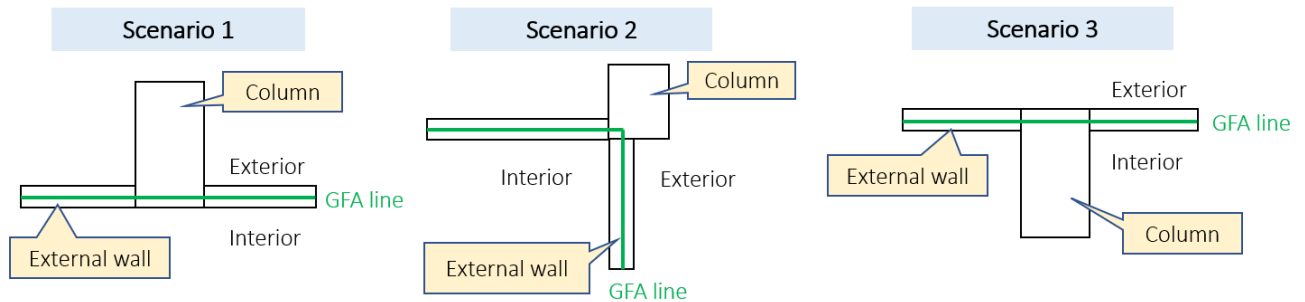 Scenario 1
Column
Exterior
GFA line
Interior
External wall
Scenario 2
Column
Interior
Exterior
External wall
GFA line
Scenario 3
Exterior
GFA line
Interior
External wall
Column